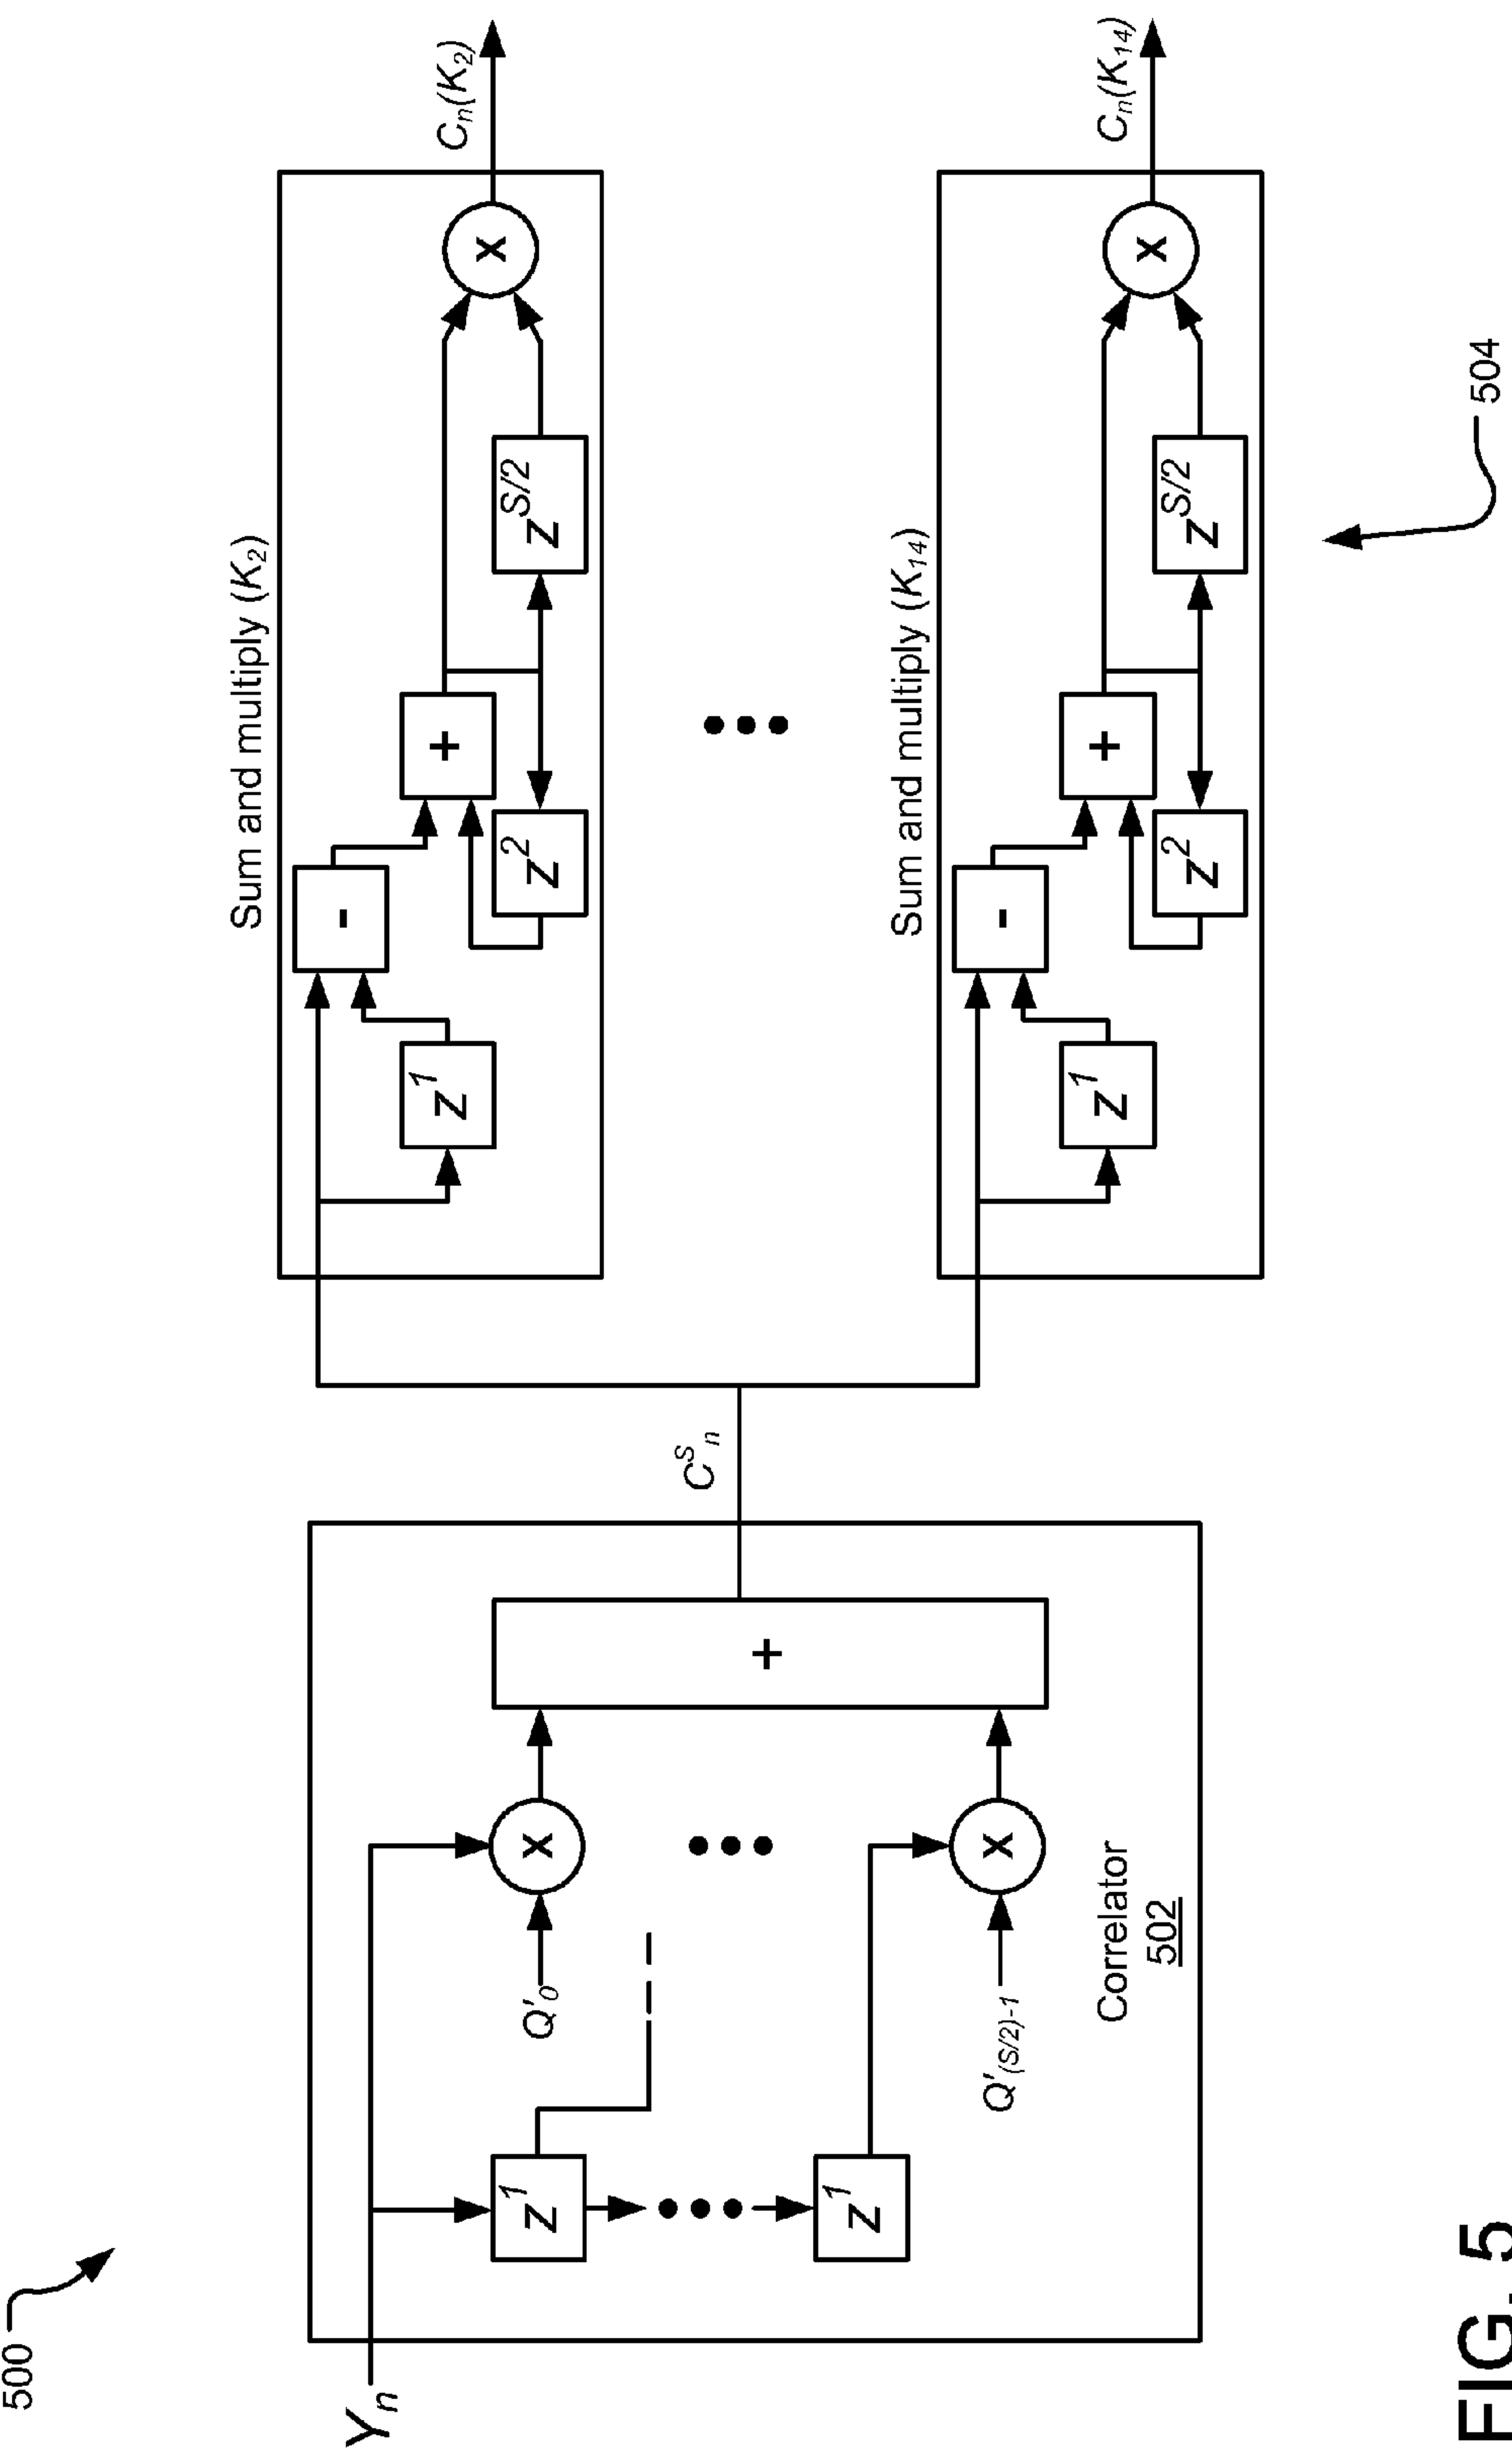 500
Yₙ
z¹
z¹
Q'₀
Q'₍S/2₎₋₁
x
x
+
Correlator
502
Cˢₙ
Sum and multiply (K₂)
z¹
-
+
z²
z^S/2
x
Cₙ(K₂)
Sum and multiply (K₁₄)
z¹
-
+
z²
z^S/2
x
Cₙ(K₁₄)
504
FIG. 5